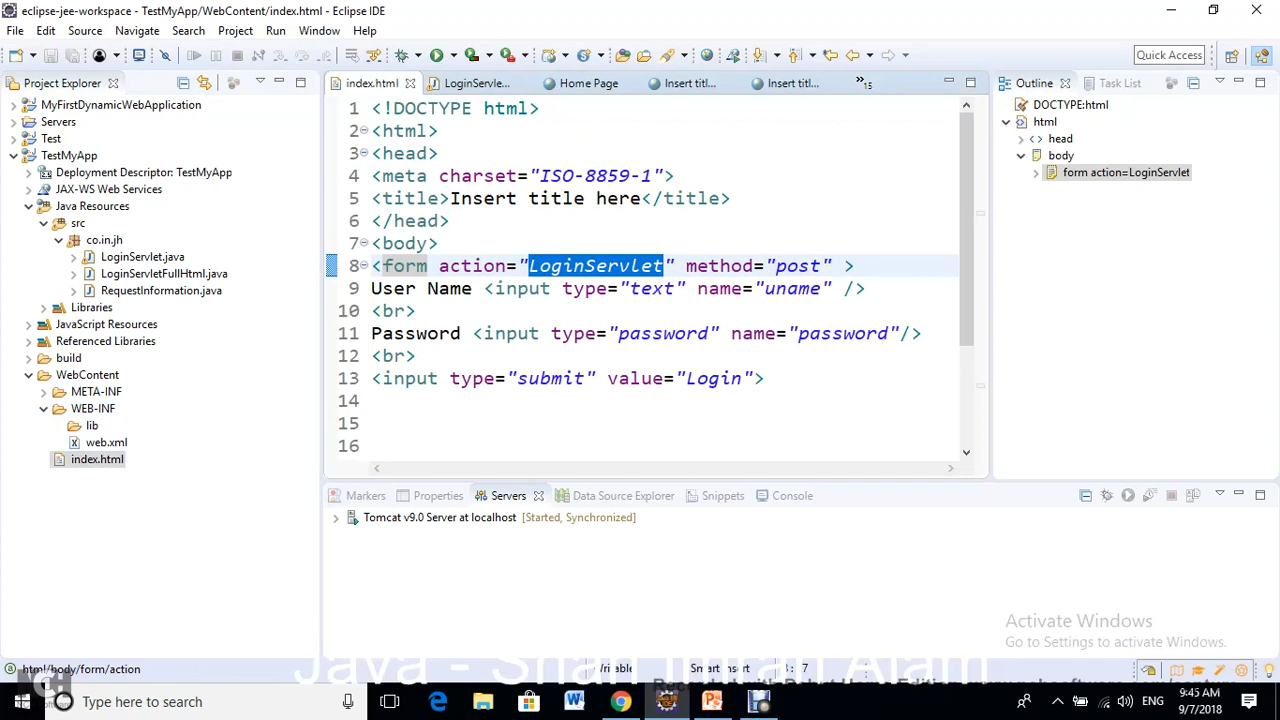 eclipse-jee-workspace - TestMyApp/WebContent/index.html - Eclipse IDE
File Edit Source Navigate Search Project Run Window Help
Quick Access
Project Explorer
index.html LoginServle... Home Page Insert titl... Insert titl... »15
Outline Task List
MyFirstDynamicWebApplication
Servers
Test
TestMyApp
Deployment Descriptor: TestMyApp
JAX-WS Web Services
Java Resources
src
co.in.jh
LoginServlet.java
LoginServletFullHtml.java
RequestInformation.java
Libraries
JavaScript Resources
Referenced Libraries
build
WebContent
META-INF
WEB-INF
lib
web.xml
index.html
1 <!DOCTYPE html>
2 <html>
3 <head>
4 <meta charset="ISO-8859-1">
5 <title>Insert title here</title>
6 </head>
7 <body>
8 <form action="LoginServlet" method="post" >
9 User Name <input type="text" name="uname" />
10 <br>
11 Password <input type="password" name="password"/>
12 <br>
13 <input type="submit" value="Login">
14
15
16
DOCTYPE:html
html
<> head
body
form action=LoginServlet
Markers Properties Servers Data Source Explorer Snippets Console
Tomcat v9.0 Server at localhost [Started, Synchronized]
Activate Windows
Go to Settings to activate Windows.
html/body/form/action
Smart Insert
Java -
Type here to search
ENG
9:45 AM
9/7/2018